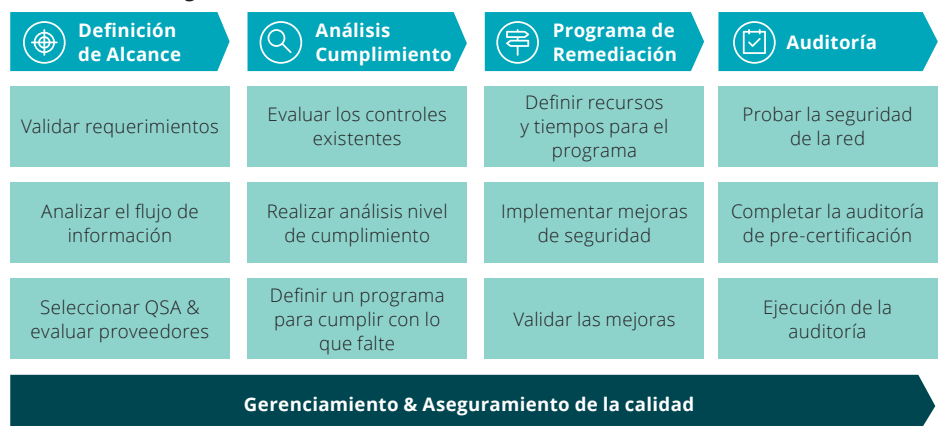 Definición
de Alcance
Análisis
Cumplimiento
Programa de
Remediación
Auditoría
Validar requerimientos
Evaluar los controles
existentes
Definir recursos
y tiempos para el
programa
Probar la seguridad
de la red
Analizar el flujo de
información
Realizar análisis nivel
de cumplimiento
Implementar mejoras
de seguridad
Completar la auditoría
de pre-certificación
Seleccionar QSA &
evaluar proveedores
Definir un programa
para cumplir con lo
que falte
Validar las mejoras
Ejecución de la
auditoría
Gerenciamiento & Aseguramiento de la calidad